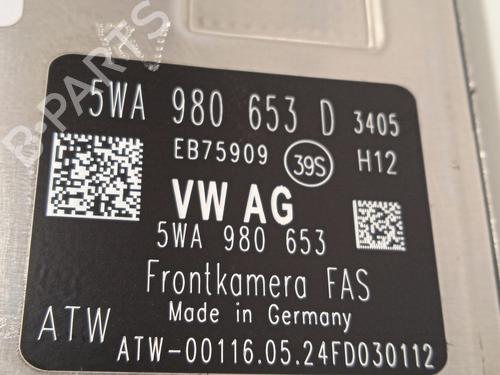 B-PARTS
5WA 980 653 D 3405
EB75909 39S H12
VW AG
5WA 980 653
Frontkamera FAS
Made in Germany
ATW
ATW-00116.05.24FD030112